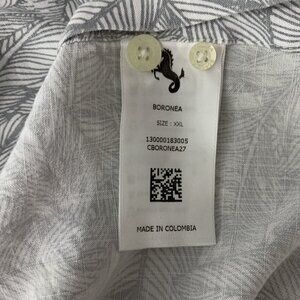 BORONEA
SIZE : XXL
130000183005
CBORONEA27
MADE IN COLOMBIA